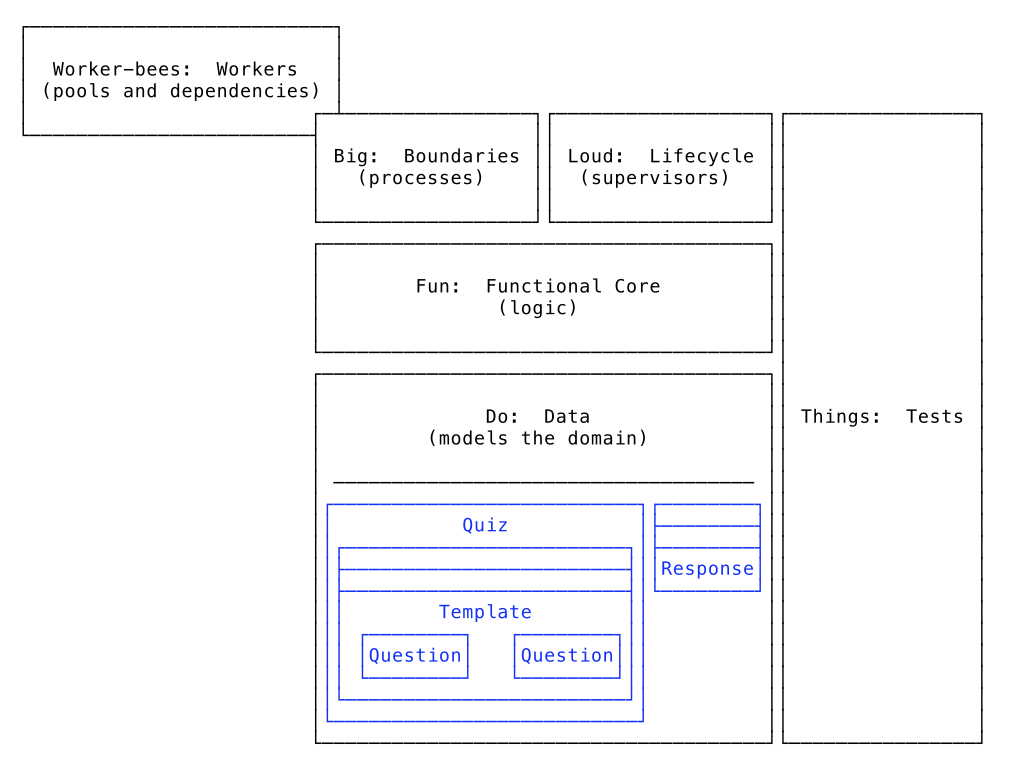 Worker-bees:  Workers
(pools and dependencies)
Big:  Boundaries
(processes)
Loud:  Lifecycle
(supervisors)
Fun:  Functional Core
(logic)
Do:  Data
(models the domain)
Things:  Tests
Quiz
Response
Template
Question
Question